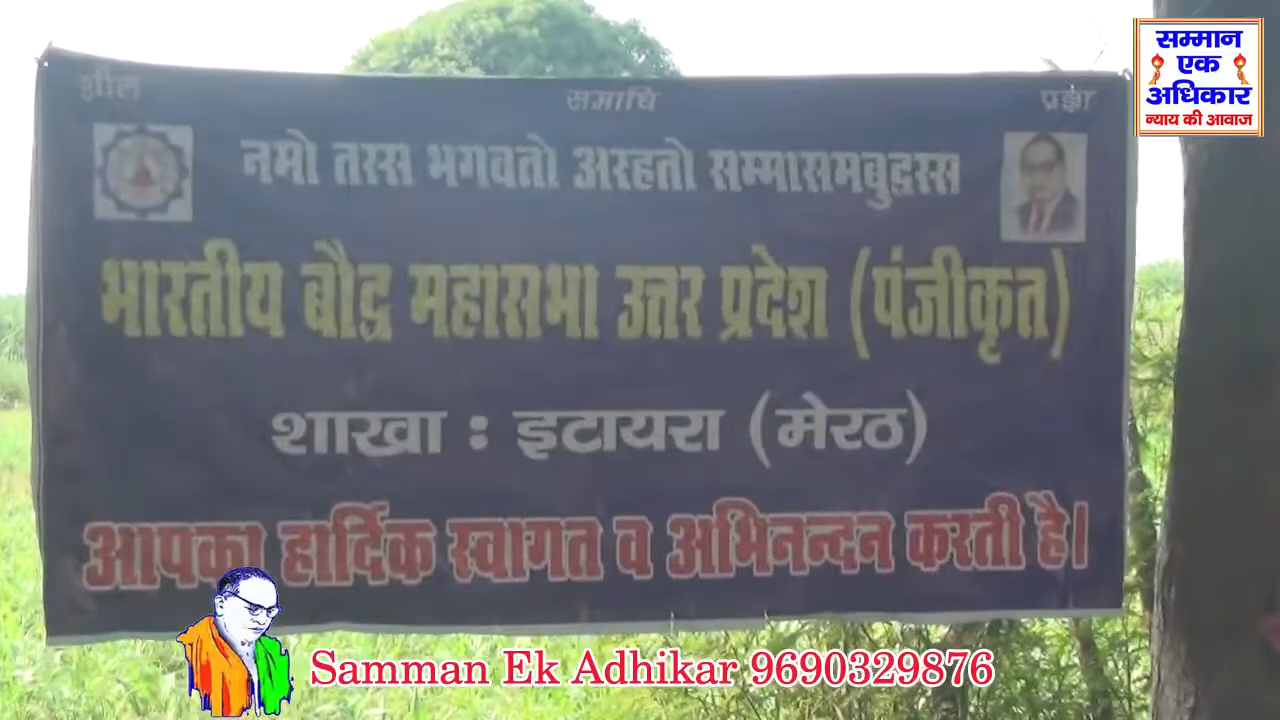 शील समाधि प्रज्ञा
नमो तस्स भगवतो अरहतो सम्मासमबुद्धस्स
भारतीय बौद्ध महासभा उत्तर प्रदेश (पंजीकृत)
शाखा : इटायरा (मेरठ)
आपका हार्दिक स्वागत व अभिनन्दन करती है।
सम्मान
एक
अधिकार
न्याय की आवाज
Samman Ek Adhikar 9690329876